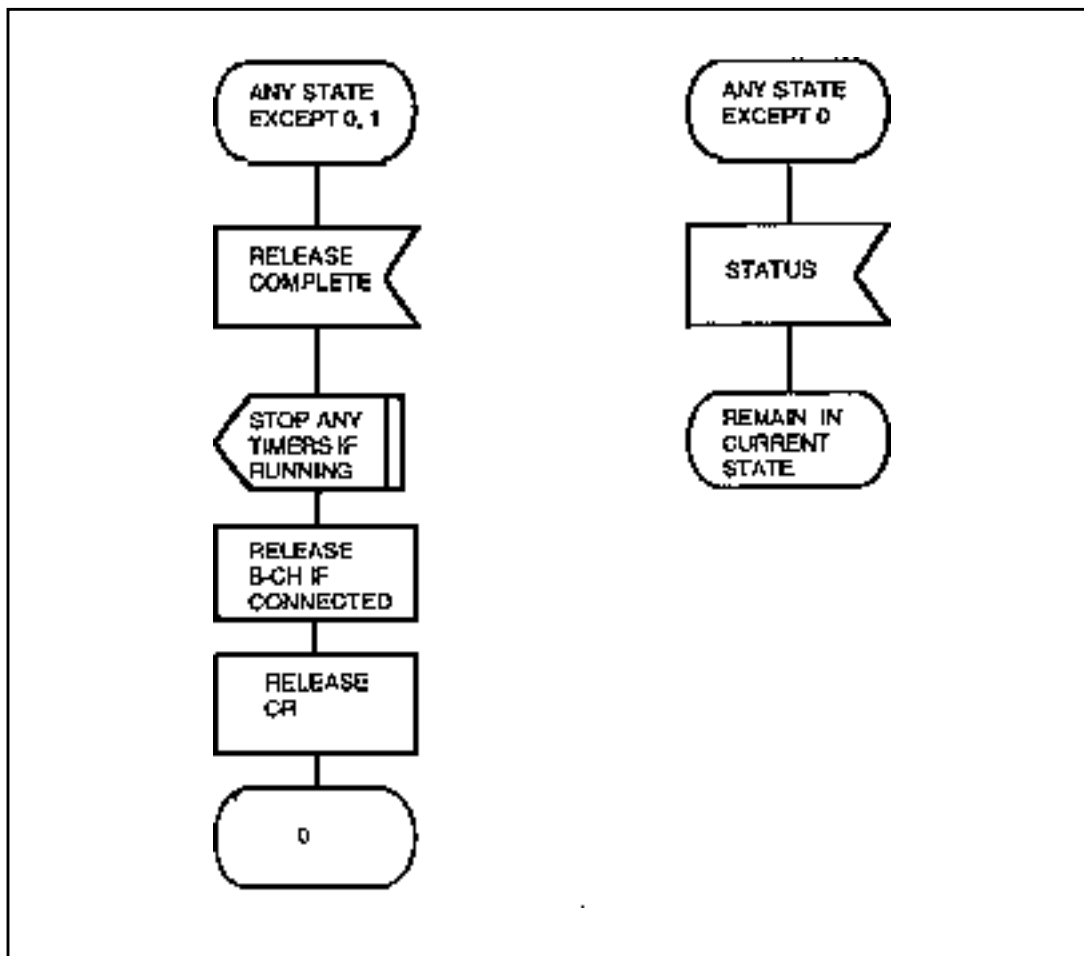 ANY STATE
EXCEPT 0, 1
RELEASE
COMPLETE
STOP ANY
TIMERS IF
RUNNING
RELEASE
B-CH IF
CONNECTED
RELEASE
CR
0
ANY STATE
EXCEPT 0
STATUS
REMAIN IN
CURRENT
STATE